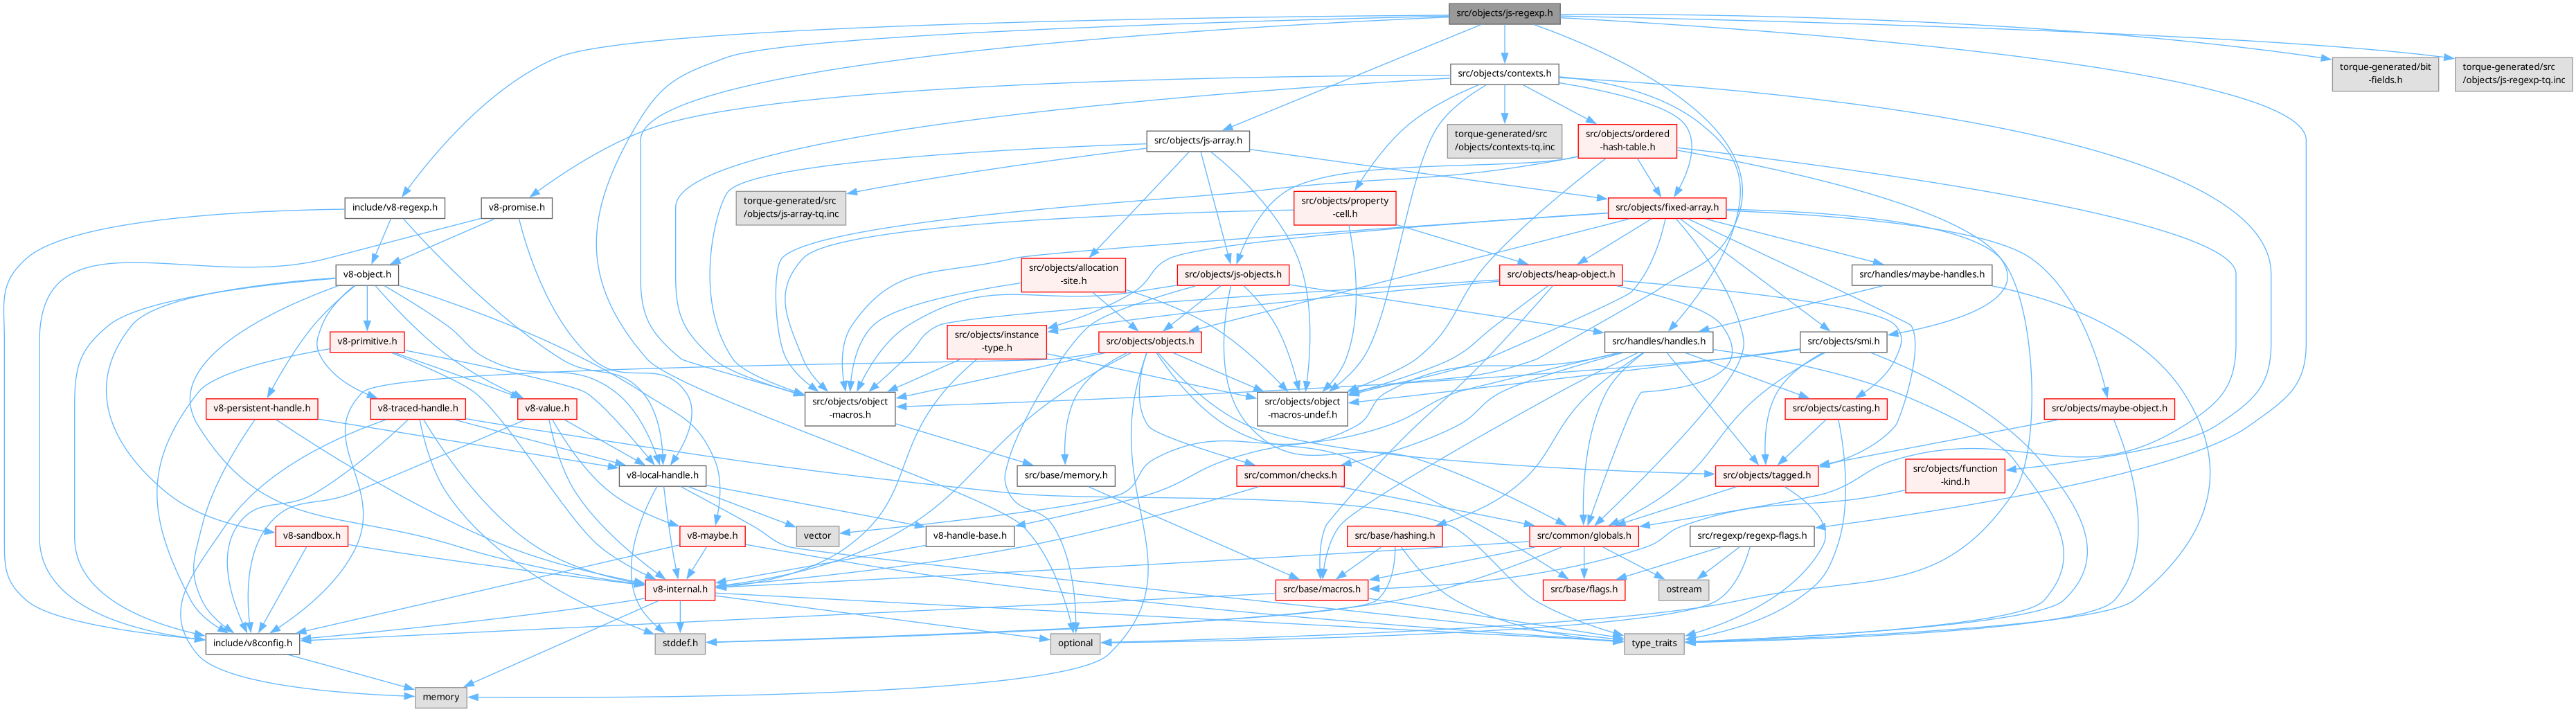 src/objects/js-regexp.h
src/objects/contexts.h
torque-generated/bit
-fields.h
torque-generated/src
/objects/js-regexp-tq.inc
src/objects/js-array.h
torque-generated/src
/objects/contexts-tq.inc
src/objects/ordered
-hash-table.h
include/v8-regexp.h
v8-promise.h
torque-generated/src
/objects/js-array-tq.inc
src/objects/property
-cell.h
src/objects/fixed-array.h
v8-object.h
src/objects/allocation
-site.h
src/objects/js-objects.h
src/objects/heap-object.h
src/handles/maybe-handles.h
v8-primitive.h
src/objects/instance
-type.h
src/objects/objects.h
src/handles/handles.h
src/objects/smi.h
v8-persistent-handle.h
v8-traced-handle.h
v8-value.h
src/objects/object
-macros.h
src/objects/object
-macros-undef.h
src/objects/casting.h
src/objects/maybe-object.h
v8-local-handle.h
src/base/memory.h
src/common/checks.h
src/objects/tagged.h
src/objects/function
-kind.h
v8-sandbox.h
v8-maybe.h
vector
v8-handle-base.h
src/base/hashing.h
src/common/globals.h
src/regexp/regexp-flags.h
v8-internal.h
src/base/macros.h
src/base/flags.h
ostream
include/v8config.h
stddef.h
optional
type_traits
memory